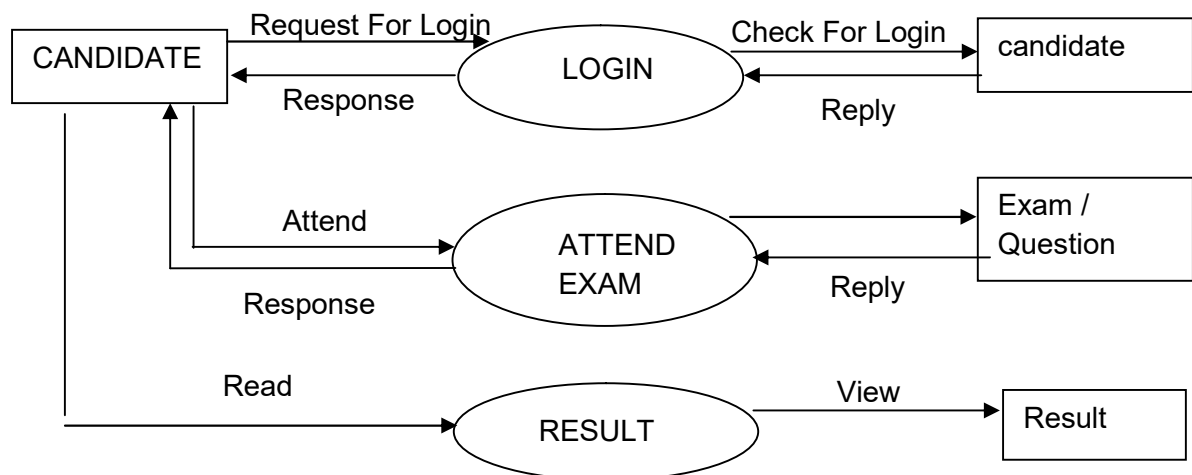 Request For Login
Check For Login
CANDIDATE
LOGIN
candidate
Response
Reply
Attend
ATTEND
EXAM
Exam /
Question
Response
Reply
Read
View
RESULT
Result